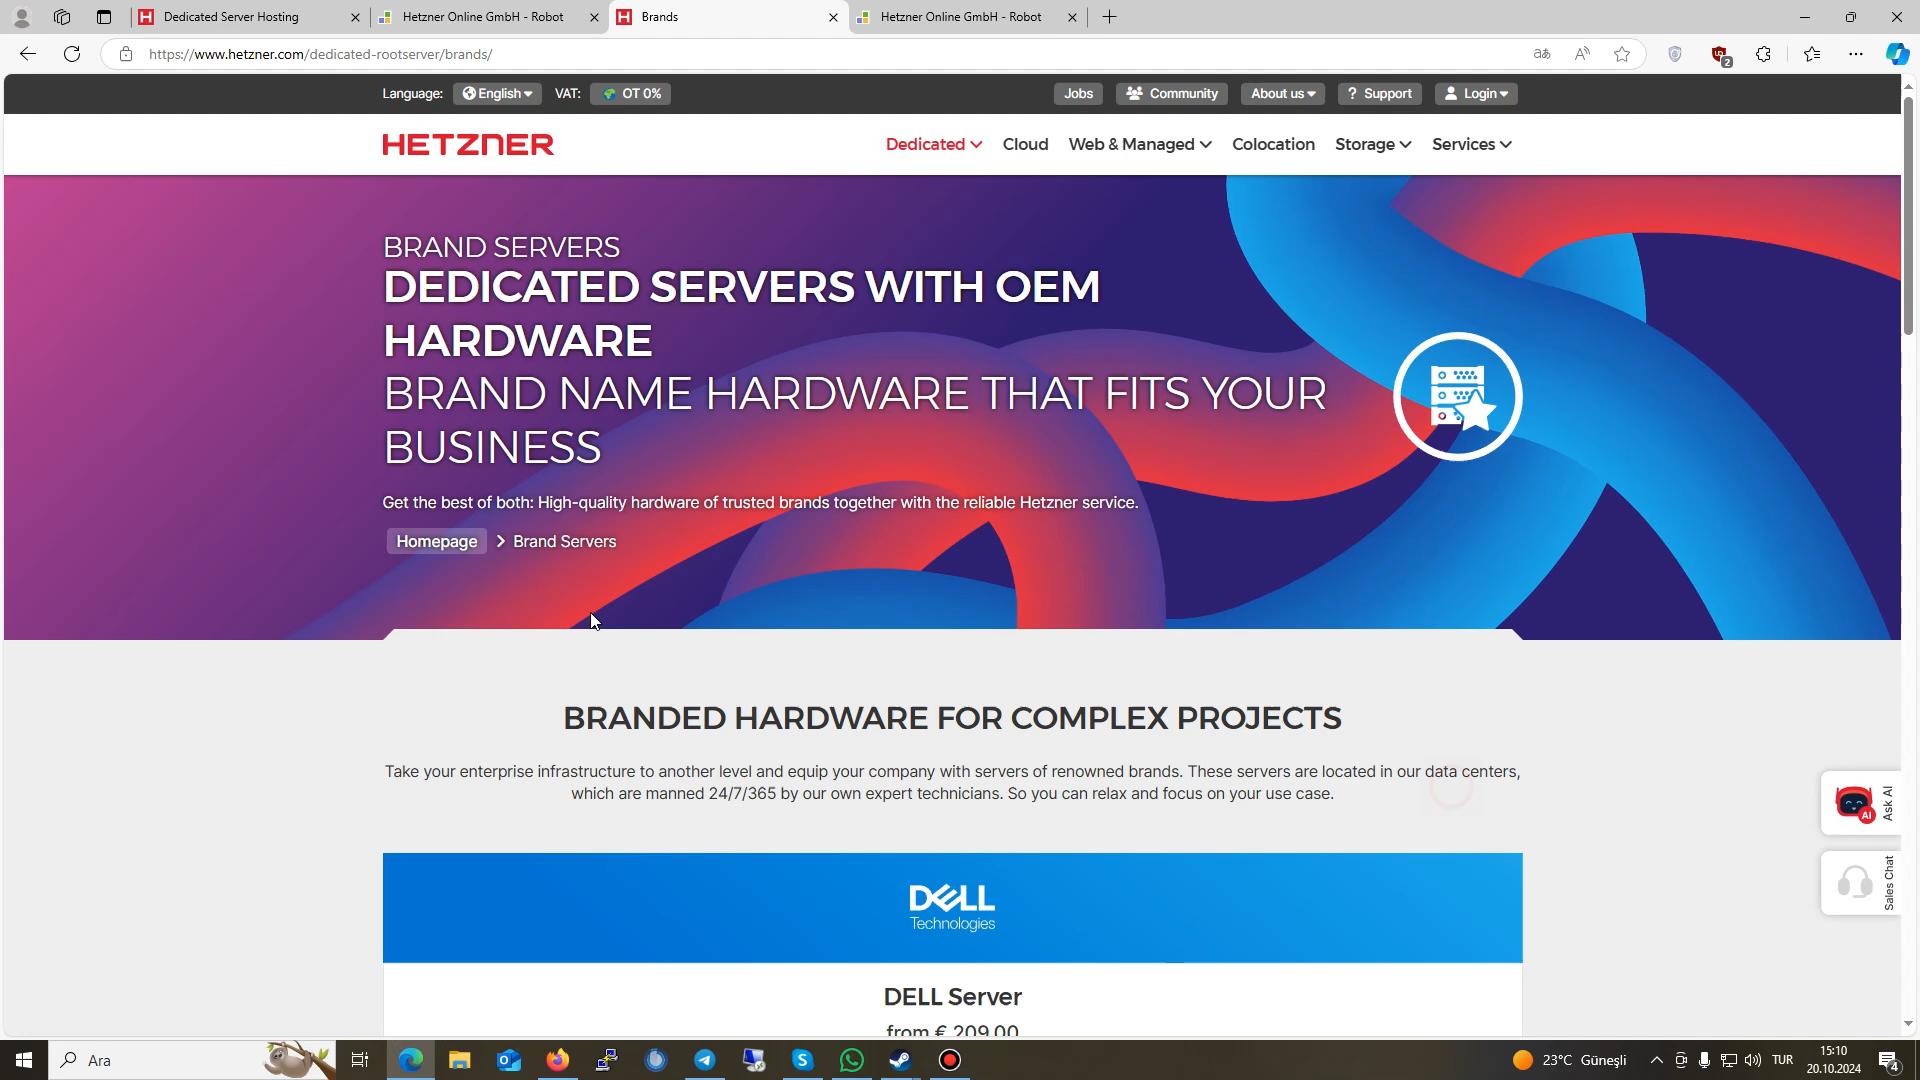 Dedicated Server Hosting
Hetzner Online GmbH - Robot
Brands
Hetzner Online GmbH - Robot
https://www.hetzner.com/dedicated-rootserver/brands/
2
Language: English VAT: OT 0% Jobs Community About us ? Support Login
HETZNER
Dedicated Cloud Web & Managed Colocation Storage Services
BRAND SERVERS
DEDICATED SERVERS WITH OEM
HARDWARE
BRAND NAME HARDWARE THAT FITS YOUR
BUSINESS
Get the best of both: High-quality hardware of trusted brands together with the reliable Hetzner service.
Homepage > Brand Servers
BRANDED HARDWARE FOR COMPLEX PROJECTS
Take your enterprise infrastructure to another level and equip your company with servers of renowned brands. These servers are located in our data centers,
which are manned 24/7/365 by our own expert technicians. So you can relax and focus on your use case.
AI
Ask AI
Sales Chat
DELL
Technologies
DELL Server
from € 209.00
Ara
23°C Güneşli
TUR
15:10
20.10.2024
4